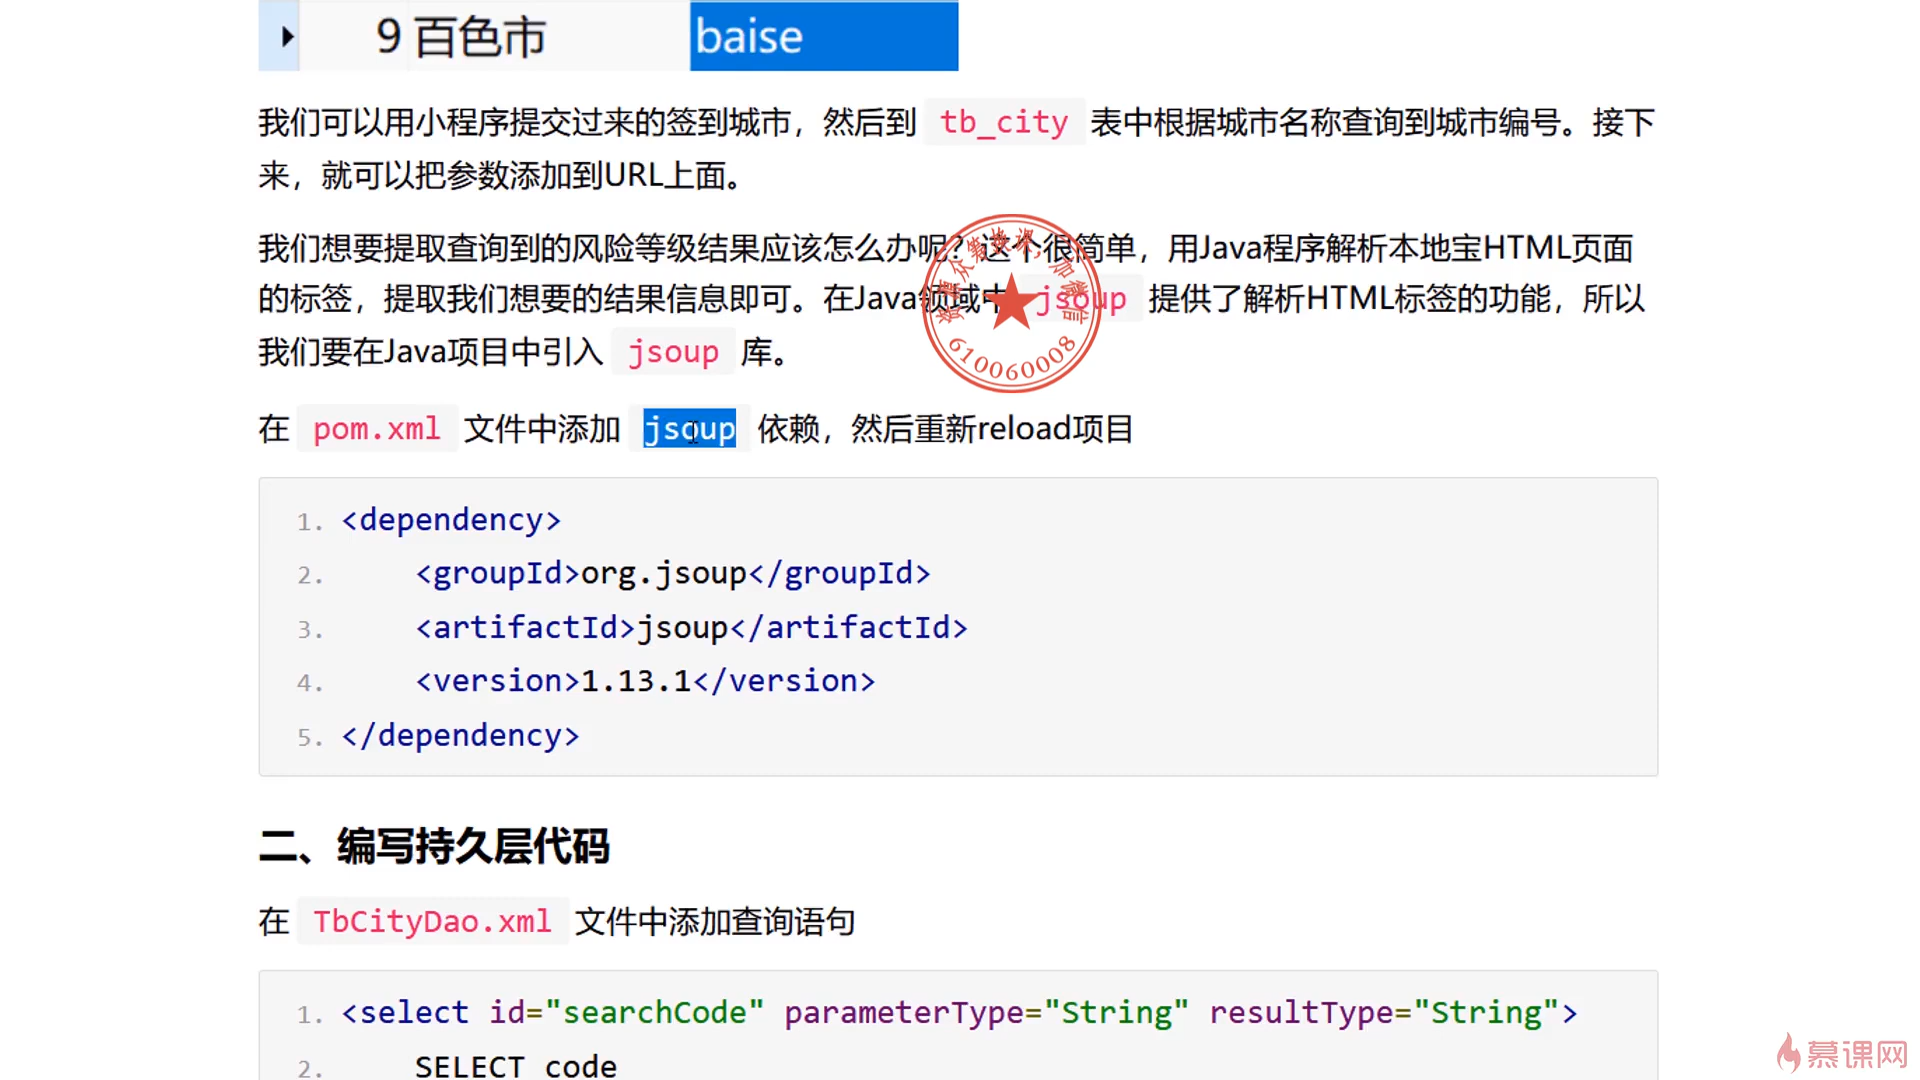 9 百色市 baise
我们可以用小程序提交过来的签到城市，然后到 tb_city 表中根据城市名称查询到城市编号。接下
来，就可以把参数添加到URL上面。
我们想要提取查询到的风险等级结果应该怎么办呢？这个很简单，用Java程序解析本地宝HTML页面
的标签，提取我们想要的结果信息即可。在Java领域中 jsoup 提供了解析HTML标签的功能，所以
我们要在Java项目中引入 jsoup 库。
610060008
在 pom.xml 文件中添加 jsoup 依赖，然后重新reload项目
1. <dependency>
2. <groupId>org.jsoup</groupId>
3. <artifactId>jsoup</artifactId>
4. <version>1.13.1</version>
5. </dependency>
二、编写持久层代码
在 TbCityDao.xml 文件中添加查询语句
1. <select id="searchCode" parameterType="String" resultType="String">
2. SELECT code
慕课网